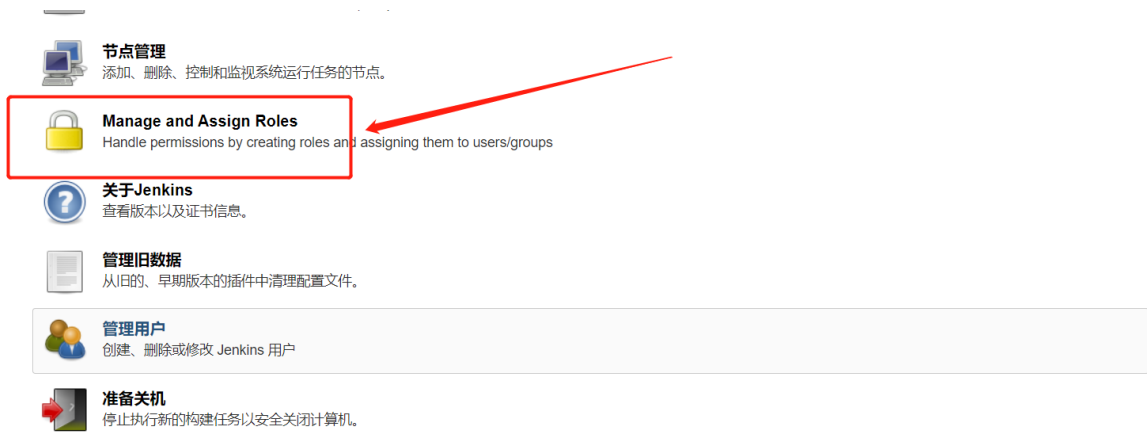 节点管理
添加、删除、控制和监视系统运行任务的节点。
Manage and Assign Roles
Handle permissions by creating roles and assigning them to users/groups
关于Jenkins
查看版本以及证书信息。
管理旧数据
从旧的、早期版本的插件中清理配置文件。
管理用户
创建、删除或修改 Jenkins 用户
准备关机
停止执行新的构建任务以安全关闭计算机。